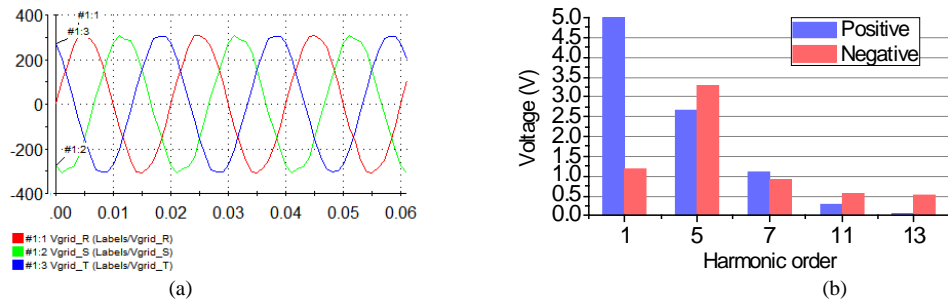 #1:1
400
#1:3
200
0
#1:2
-200
-400
.00 0.01 0.02 0.03 0.04 0.05 0.06
#1:1 Vgrid_R (Labels/Vgrid_R)
#1:2 Vgrid_S (Labels/Vgrid_S)
#1:3 Vgrid_T (Labels/Vgrid_T)
(a)
5.0
4.5
4.0
3.5
3.0
2.5
2.0
1.5
1.0
0.5
0.0
Voltage (V)
Positive
Negative
1 5 7 11 13
Harmonic order
(b)